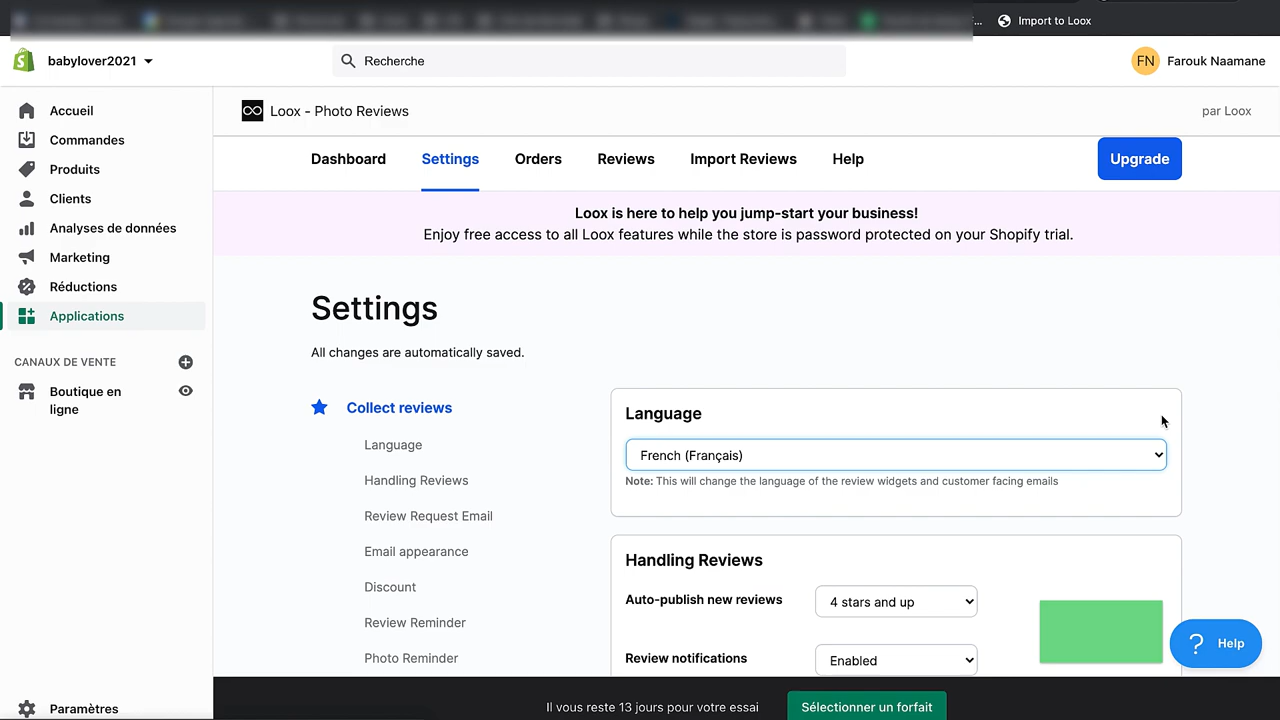 Import to Loox
babylover2021
Recherche
FN
Farouk Naamane
Accueil
Commandes
Produits
Clients
Analyses de données
Marketing
Réductions
Applications
CANAUX DE VENTE
Boutique en
ligne
Paramètres
Loox - Photo Reviews
par Loox
Dashboard
Settings
Orders
Reviews
Import Reviews
Help
Upgrade
Loox is here to help you jump-start your business!
Enjoy free access to all Loox features while the store is password protected on your Shopify trial.
Settings
All changes are automatically saved.
Collect reviews
Language
Handling Reviews
Review Request Email
Email appearance
Discount
Review Reminder
Photo Reminder
Language
French (Français)
Note: This will change the language of the review widgets and customer facing emails
Handling Reviews
Auto-publish new reviews
4 stars and up
Review notifications
Enabled
? Help
Il vous reste 13 jours pour votre essai
Sélectionner un forfait